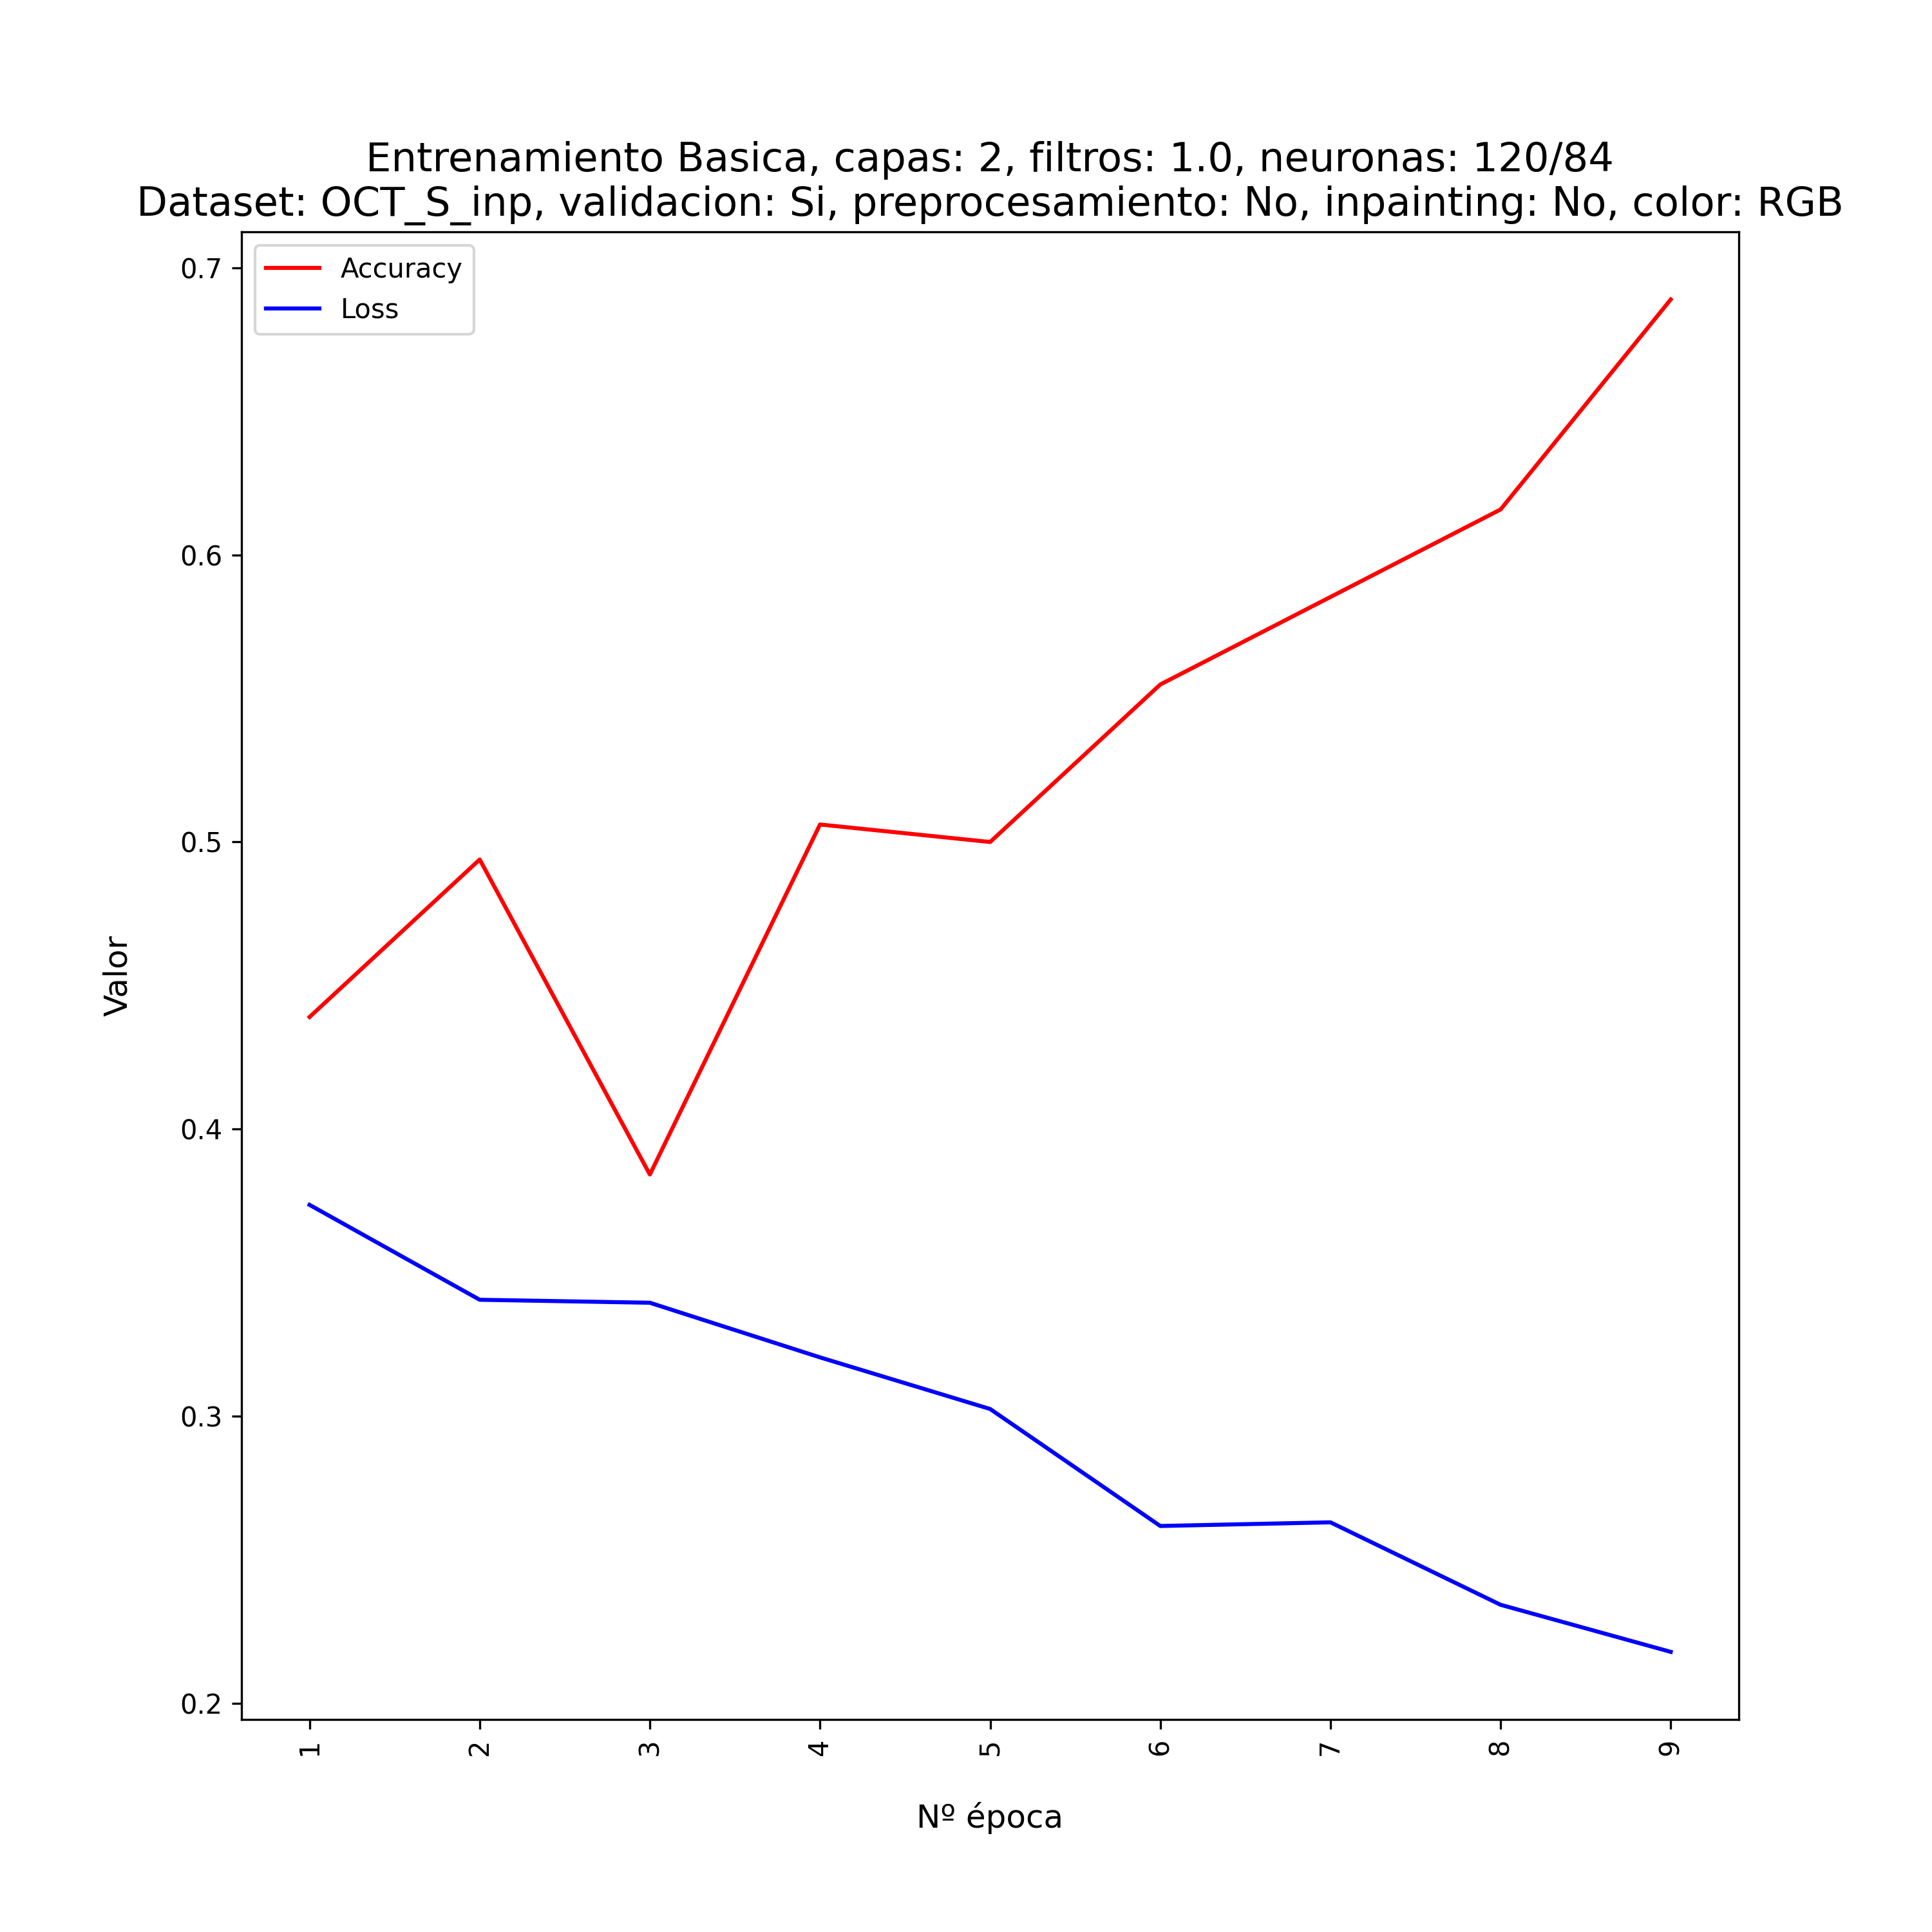 Entrenamiento Basica, capas: 2, filtros: 1.0, neuronas: 120/84
Dataset: OCT_S_inp, validacion: Si, preprocesamiento: No, inpainting: No, color: RGB
Accuracy
Loss
0.7
0.6
0.5
0.4
0.3
0.2
Valor
1 2 3 4 5 6 7 8 9
Nº época